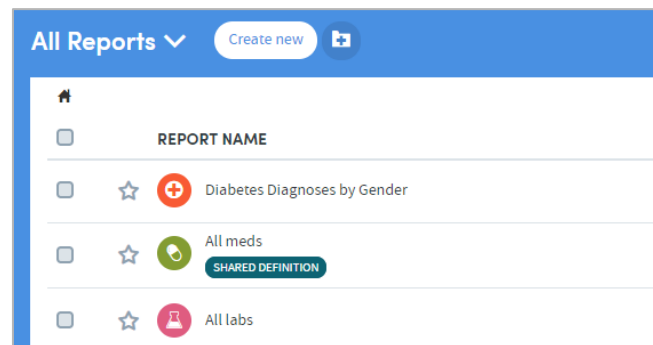 All Reports Create new
REPORT NAME
Diabetes Diagnoses by Gender
All meds
SHARED DEFINITION
All labs